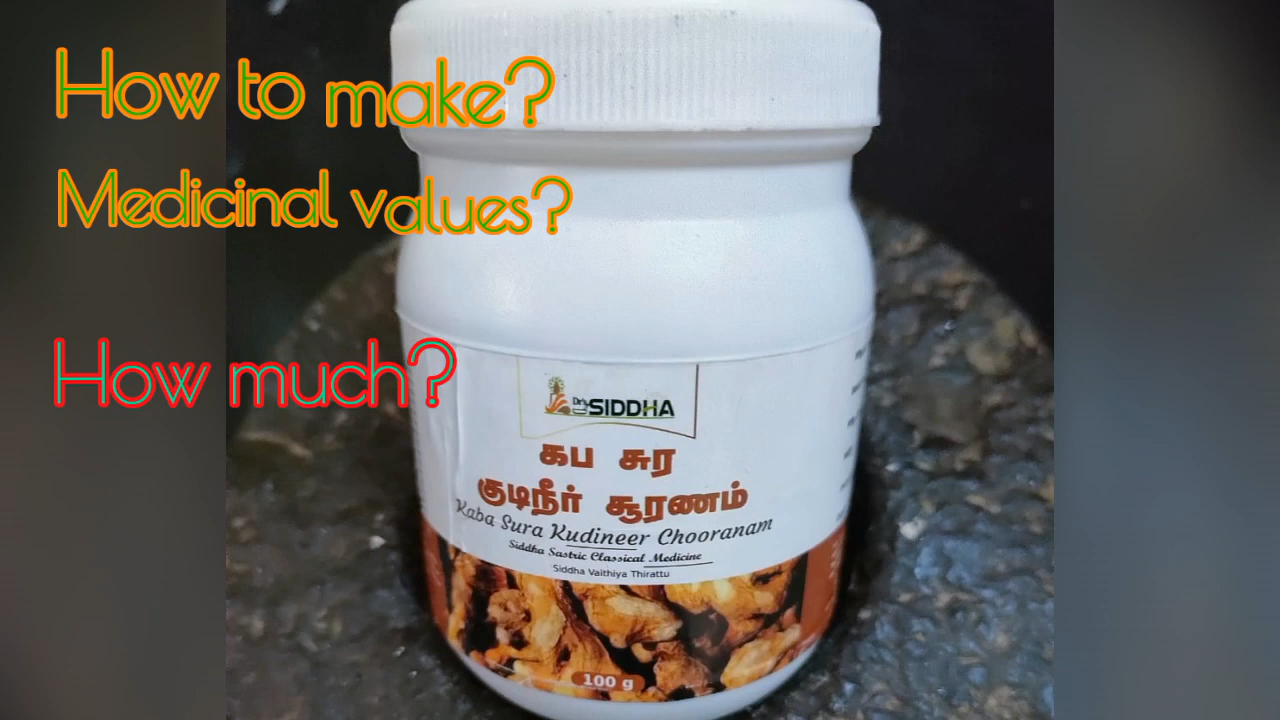 How to make?
Medicinal values?
How much?
Dr's SIDDHA
கப சுர
குடிநீர் சூரணம்
Kaba Sura Kudineer Chooranam
Siddha Sastric Classical Medicine
Siddha Vaithiya Thirattu
100 g